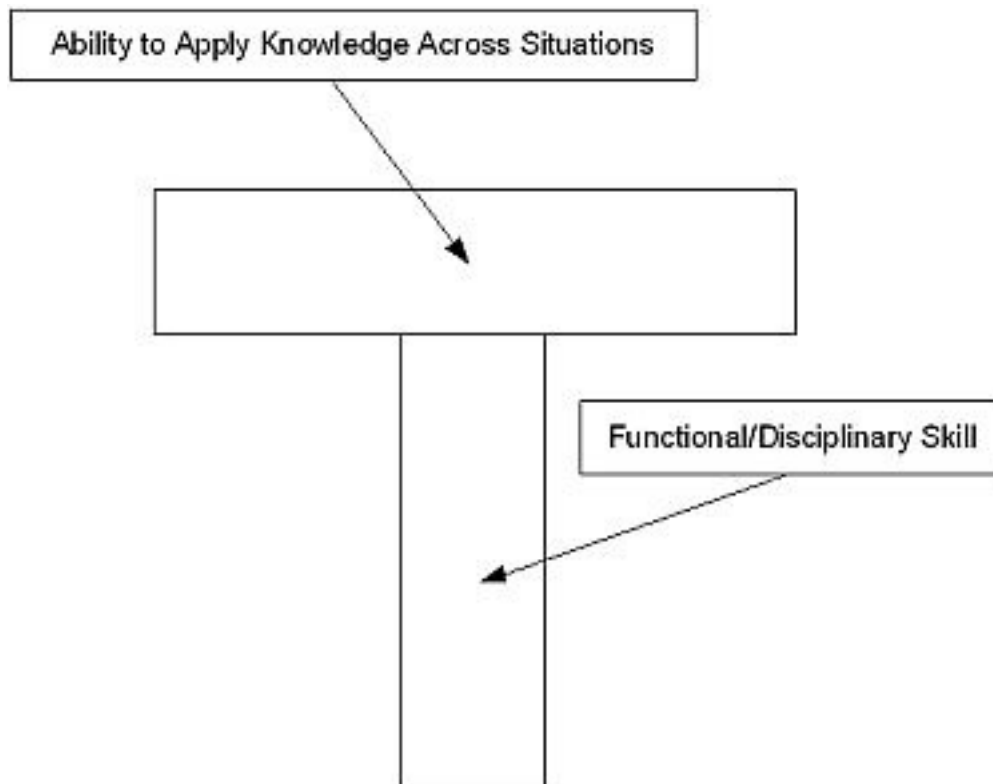 Ability to Apply Knowledge Across Situations
Functional/Disciplinary Skill